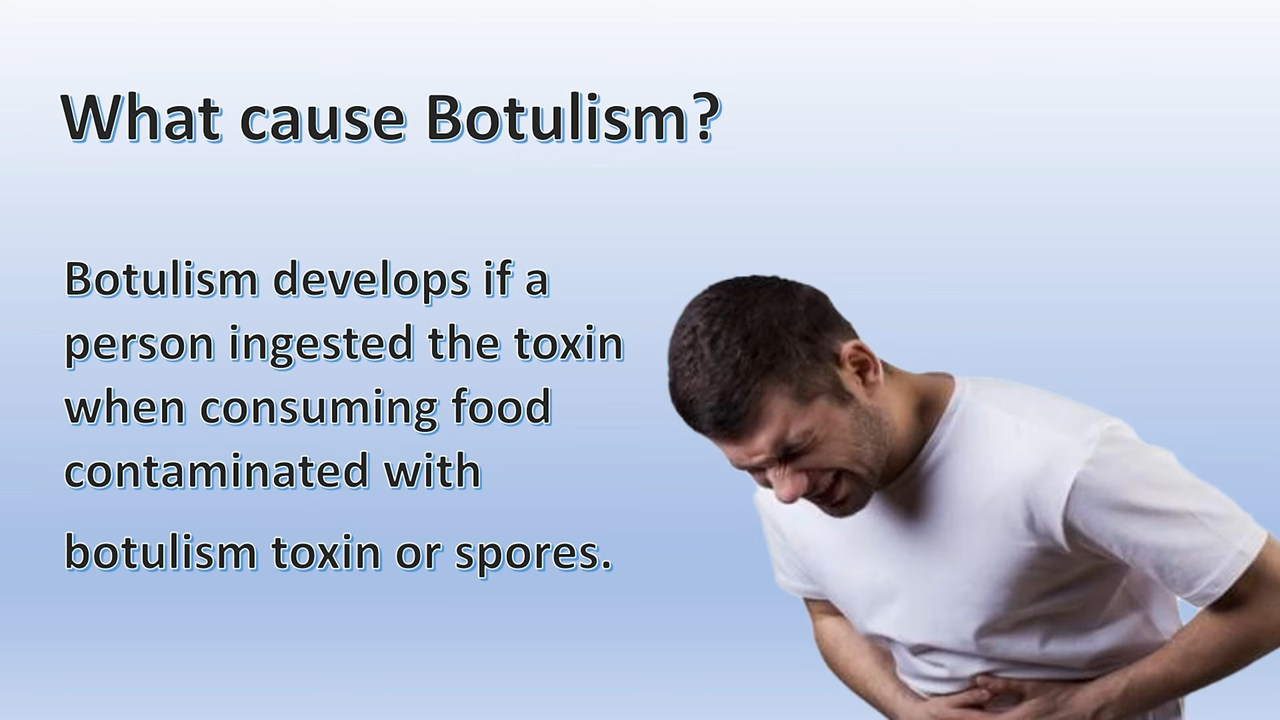 What cause Botulism?
Botulism develops if a
person ingested the toxin
when consuming food
contaminated with
botulism toxin or spores.